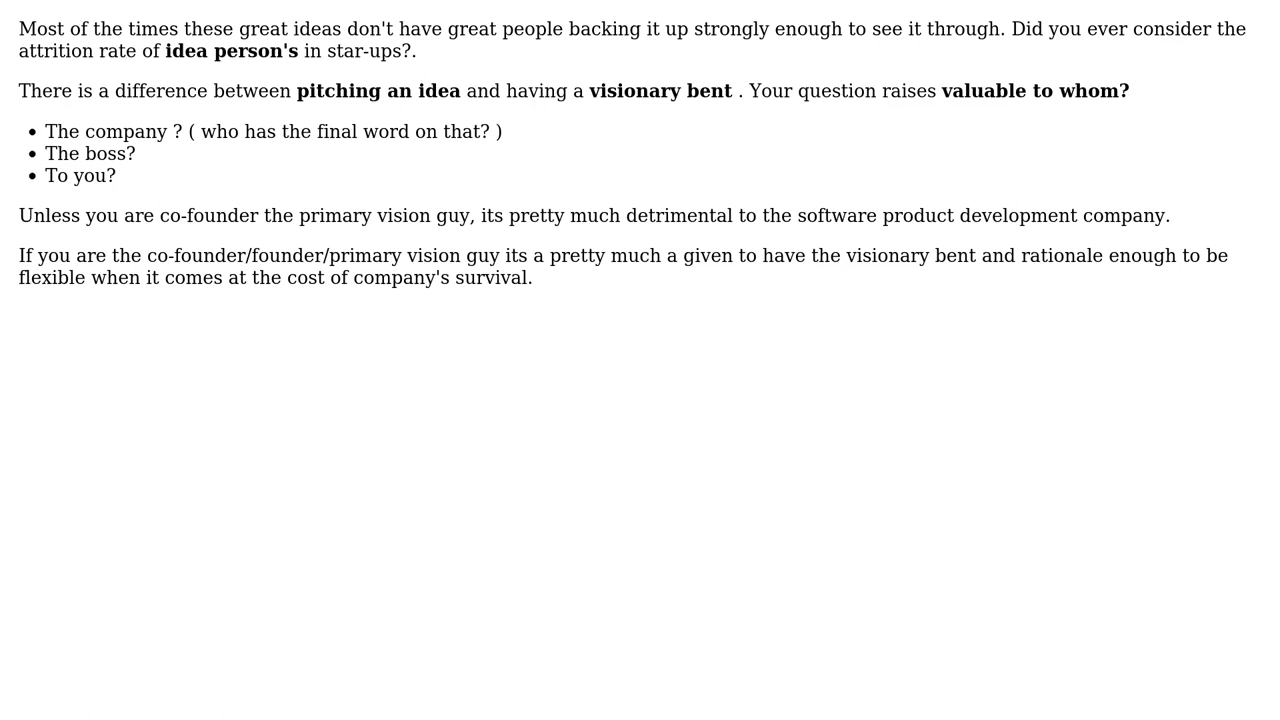 Most of the times these great ideas don't have great people backing it up strongly enough to see it through. Did you ever consider the
attrition rate of idea person's in star-ups?.
There is a difference between pitching an idea and having a visionary bent . Your question raises valuable to whom?
• The company ? ( who has the final word on that? )
• The boss?
• To you?
Unless you are co-founder the primary vision guy, its pretty much detrimental to the software product development company.
If you are the co-founder/founder/primary vision guy its a pretty much a given to have the visionary bent and rationale enough to be
flexible when it comes at the cost of company's survival.